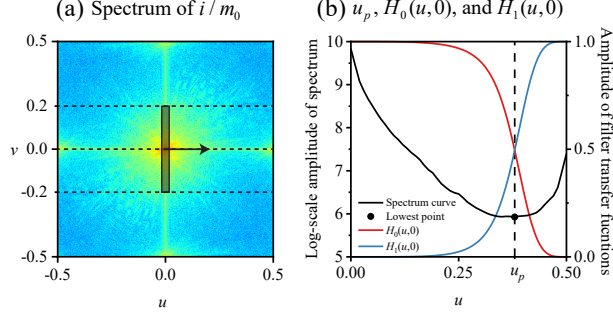 (a) Spectrum of i / m₀
0.5
0.2
0.0
-0.2
-0.5
v
-0.5
0.0
0.5
u
(b) uₚ , H₀(u,0), and H₁(u,0)
Log-scale amplitude of spectrum
10
9
8
7
6
5
Spectrum curve
Lowest point
H₀(u,0)
H₁(u,0)
0.00
0.25
uₚ
0.50
u
1.0
0.5
0.0
Amplitude of filter transfer fucntions